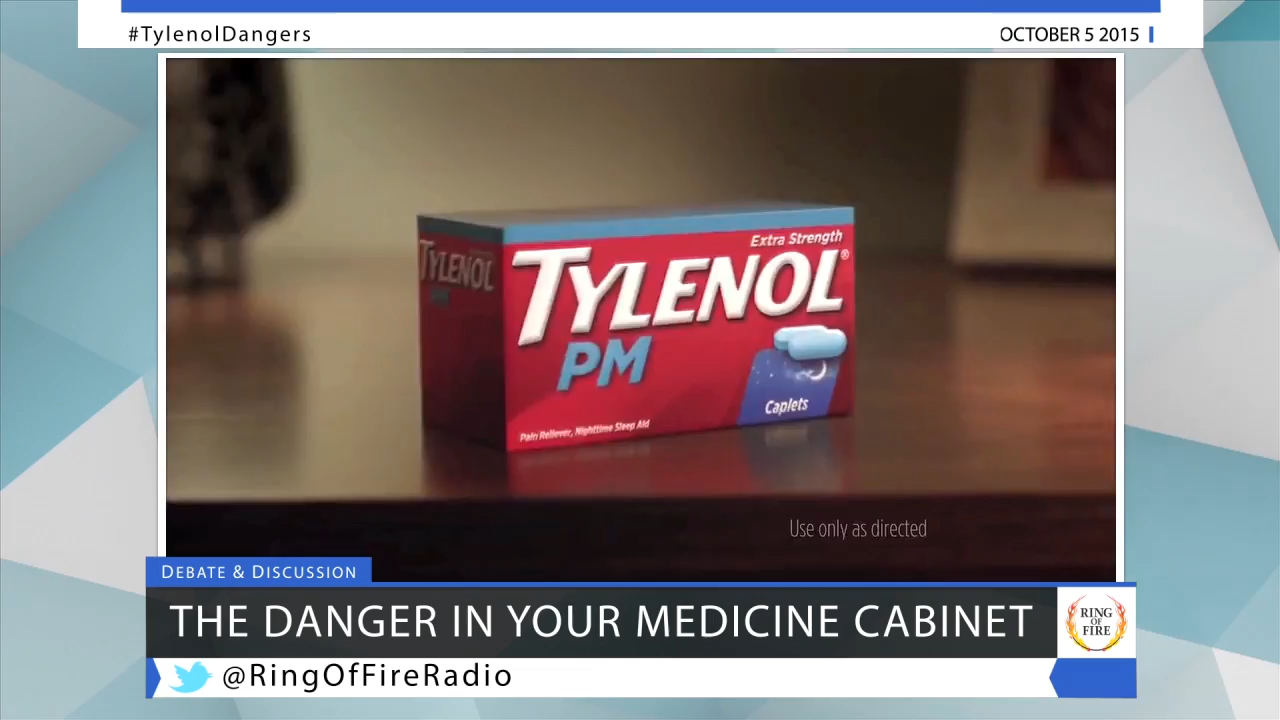 #TylenolDangers
OCTOBER 5 2015
Extra Strength
TYLENOL®
TYLENOL
PM
PM
Caplets
Pain Reliever, Nighttime Sleep Aid
Use only as directed
DEBATE & DISCUSSION
THE DANGER IN YOUR MEDICINE CABINET
RING
OF
FIRE
@RingOfFireRadio